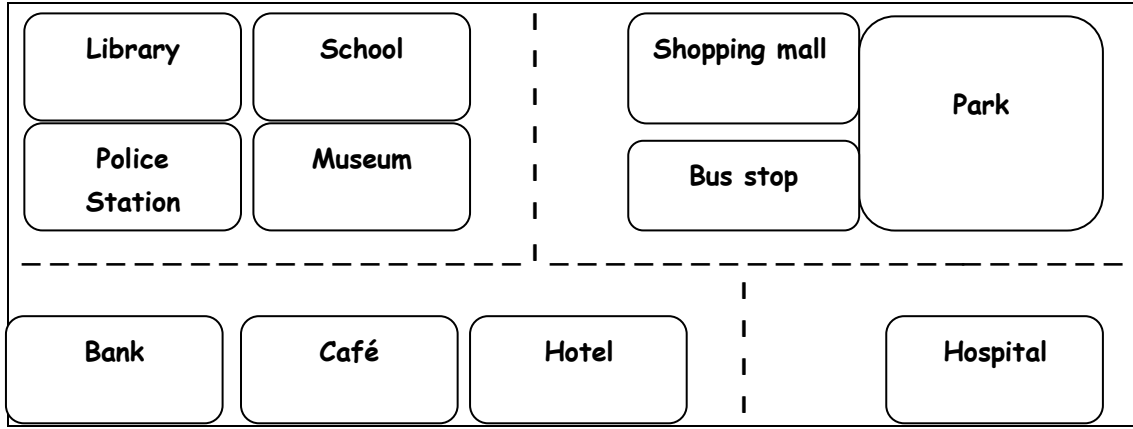 Library
School
Shopping mall
Park
Police
Station
Museum
Bus stop
Bank
Café
Hotel
Hospital